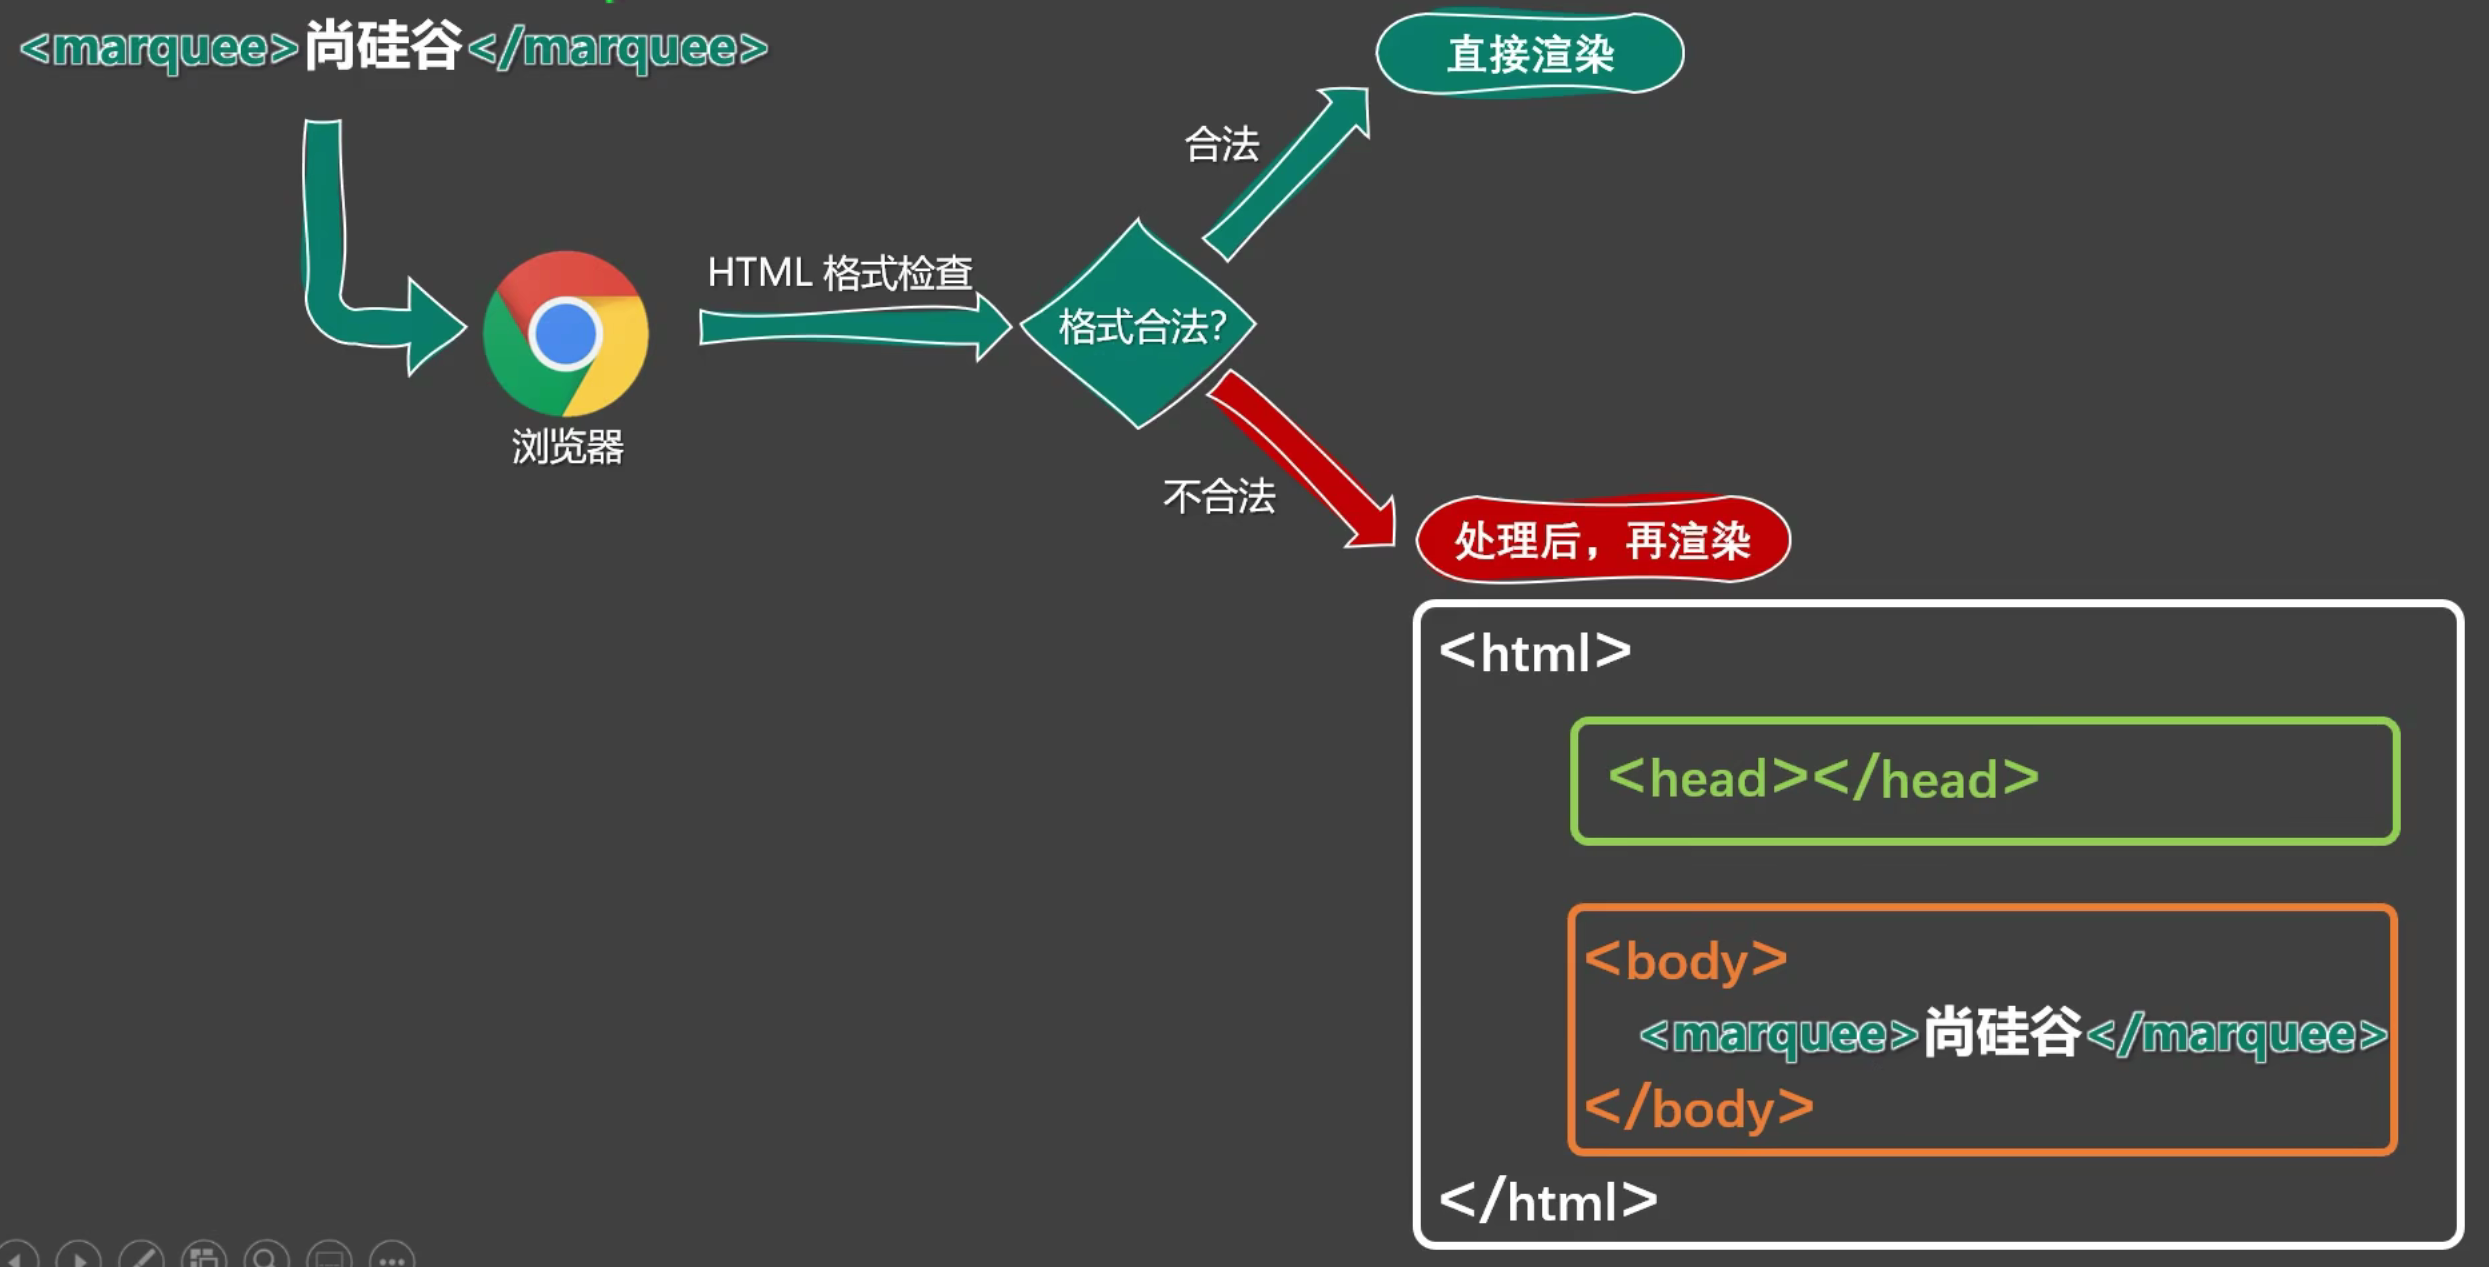 <marquee>尚硅谷</marquee>
直接渲染
合法
HTML 格式检查
格式合法?
浏览器
不合法
处理后，再渲染
<html>
<head></head>
<body>
<marquee>尚硅谷</marquee>
</body>
</html>